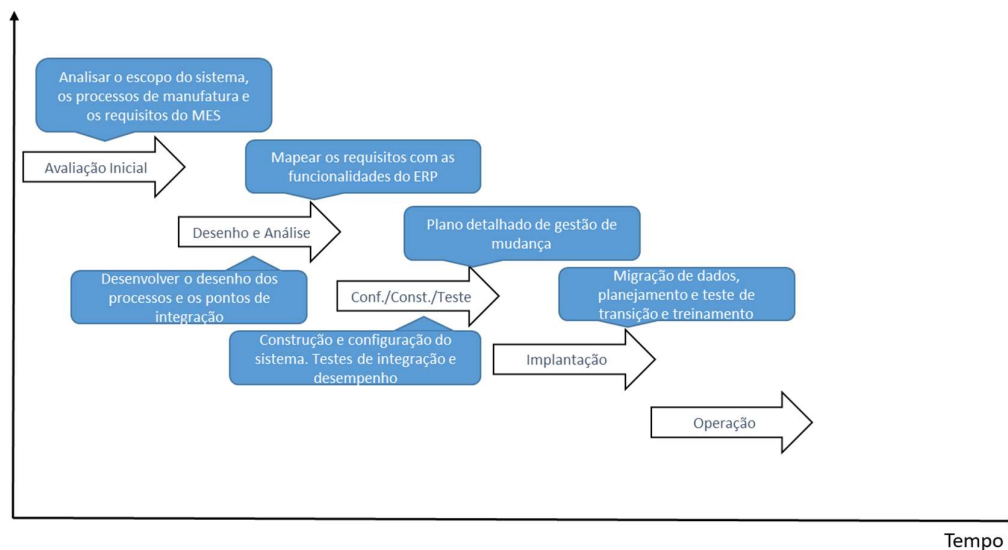 Analisar o escopo do sistema,
os processos de manufatura e
os requisitos do MES
Avaliação Inicial
Mapear os requisitos com as
funcionalidades do ERP
Desenho e Análise
Plano detalhado de gestão de
mudança
Desenvolver o desenho dos
processos e os pontos de
integração
Conf./Const./Teste
Migração de dados,
planejamento e teste de
transição e treinamento
Construção e configuração do
sistema. Testes de integração e
desempenho
Implantação
Operação
Tempo